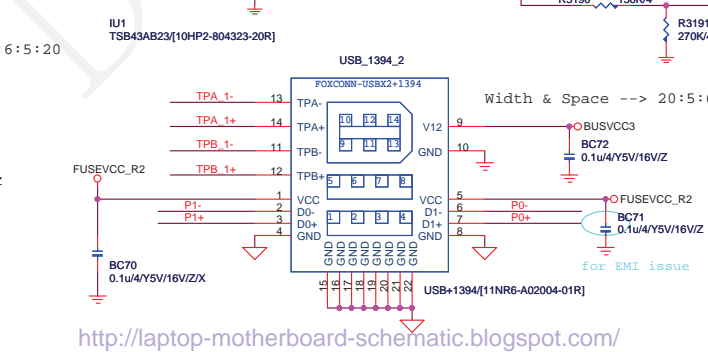 R3190 130K/4
IU1
TSB43AB23/[10HP2-804323-20R]
R3191
270K/4
6:5:20
USB_1394_2
FOXCONN-USBX2+1394
Width & Space --> 20:5:
TPA_1- 13 TPA-
TPA_1+ 14 TPA+
TPB_1- 11 TPB-
TPB_1+ 12 TPB+
10 12 14
9 11 13
5 6 7 8
1 2 3 4
V12 9 BUSVCC3
GND 10
BC72
0.1u/4/Y5V/16V/Z
FUSEVCC_R2
1 VCC
P1- 2 D0-
P1+ 3 D0+
4 GND
VCC 5 FUSEVCC_R2
D1- 6 P0-
D1+ 7 P0+
GND 8
BC71
0.1u/4/Y5V/16V/Z
for EMI issue
BC70
0.1u/4/Y5V/16V/Z/X
GND GND GND GND GND GND GND GND
15 16 17 18 19 20 21 22
USB+1394/[11NR6-A02004-01R]
http://laptop-motherboard-schematic.blogspot.com/